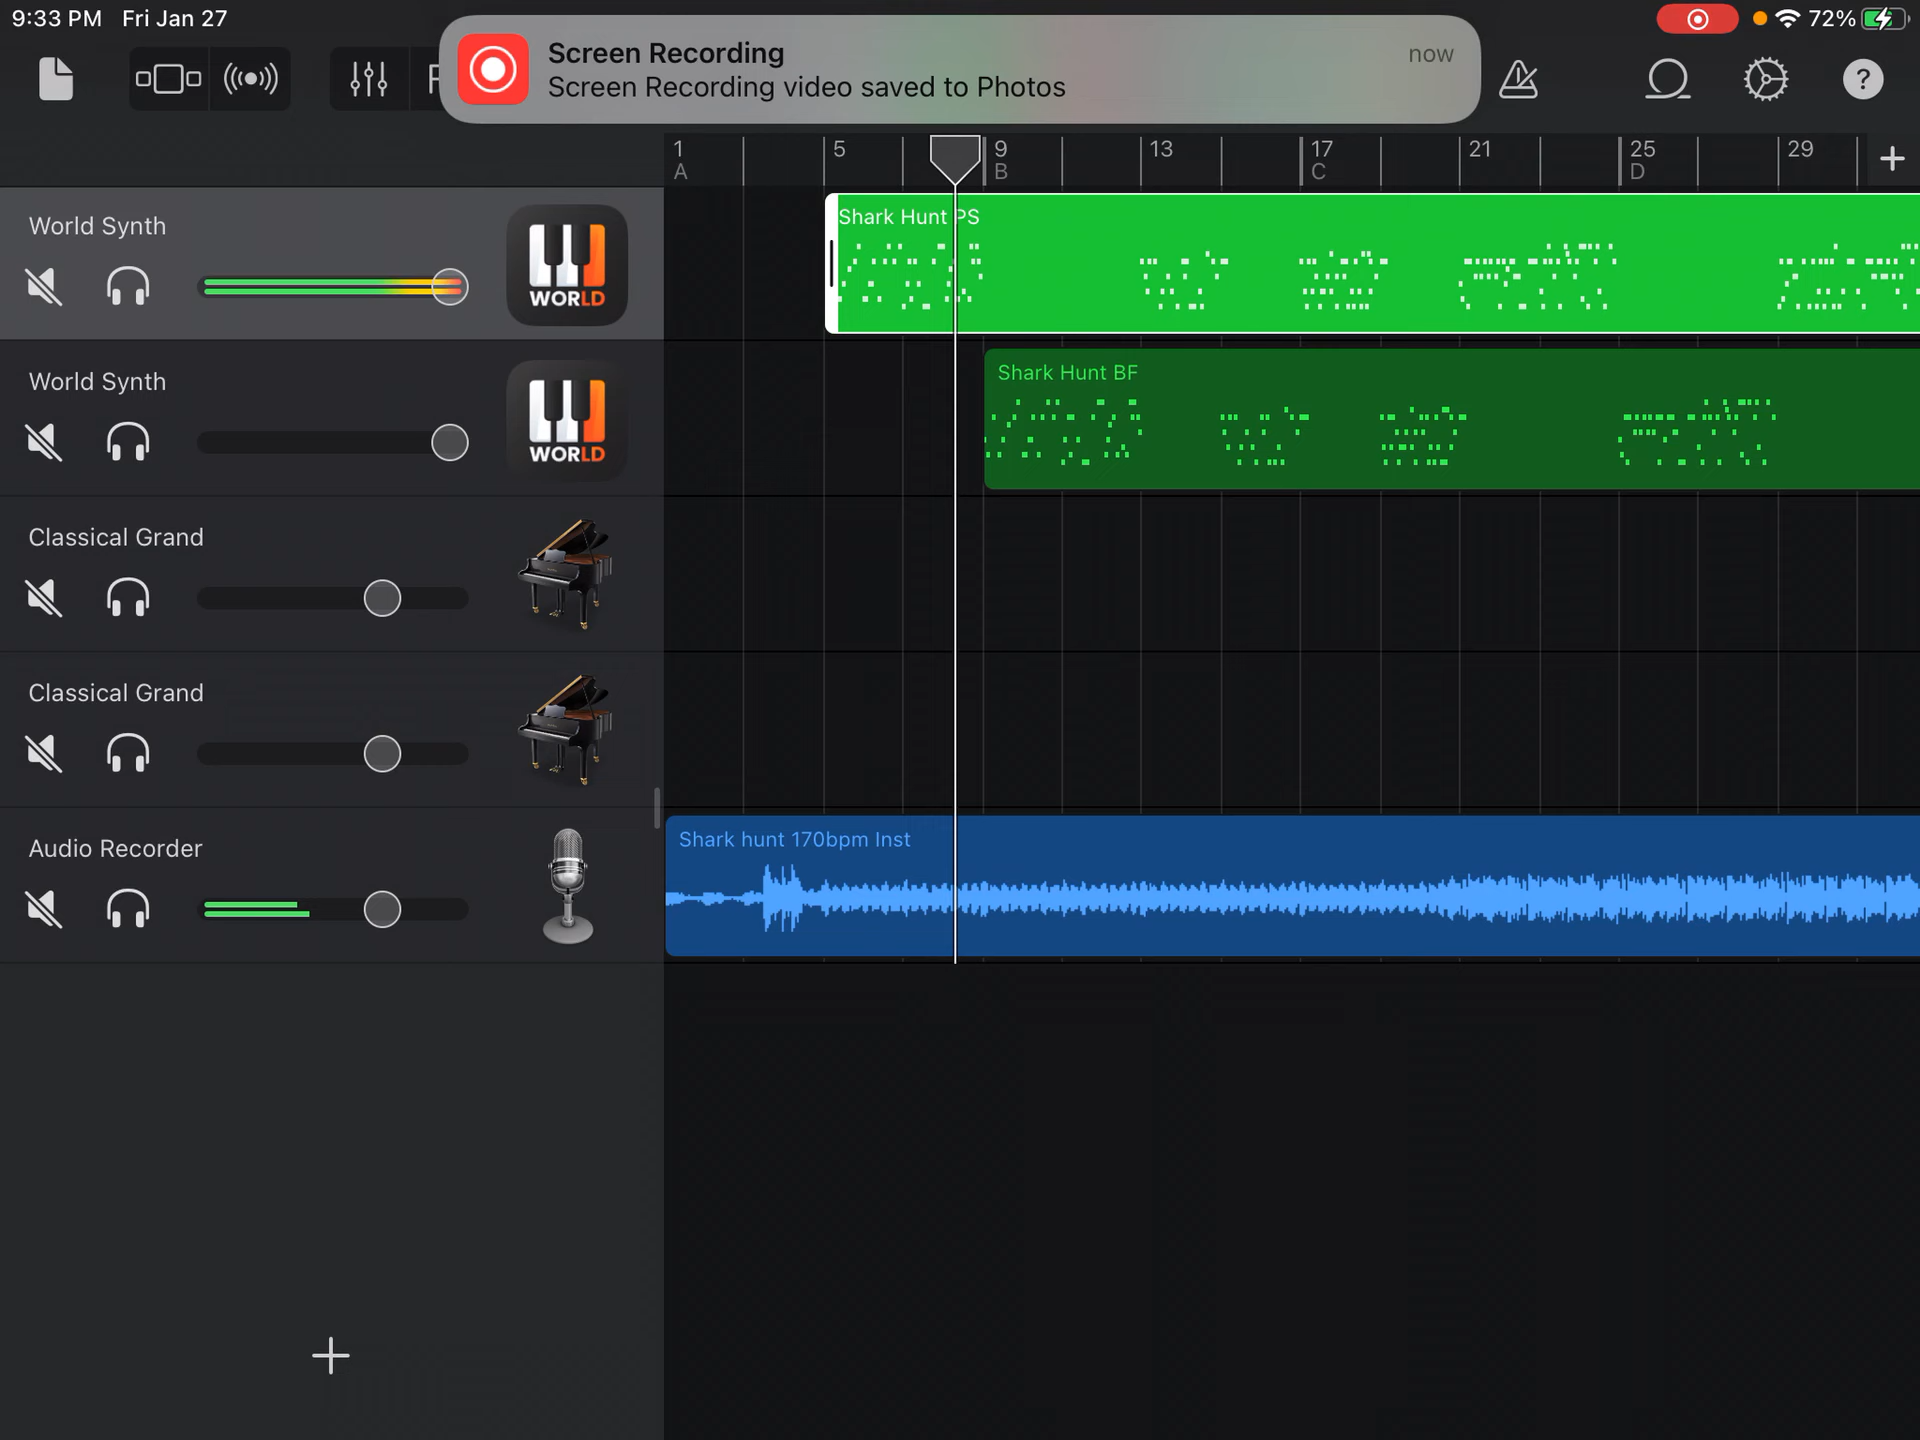 9:33 PM Fri Jan 27
72%
Screen Recording
now
Screen Recording video saved to Photos
?
1 5 9 13 17 21 25 29
A B C D
World Synth
WORLD
Shark Hunt PS
World Synth
WORLD
Shark Hunt BF
Classical Grand
Classical Grand
Audio Recorder
Shark hunt 170bpm Inst